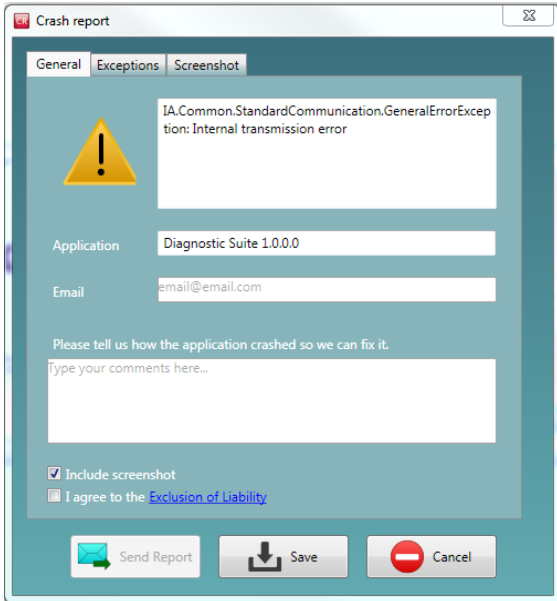 CR Crash report
General Exceptions Screenshot
IA.Common.StandardCommunication.GeneralErrorExcep
tion: Internal transmission error
Application Diagnostic Suite 1.0.0.0
Email email@email.com
Please tell us how the application crashed so we can fix it.
Type your comments here...
Include screenshot
I agree to the Exclusion of Liability
Send Report Save Cancel